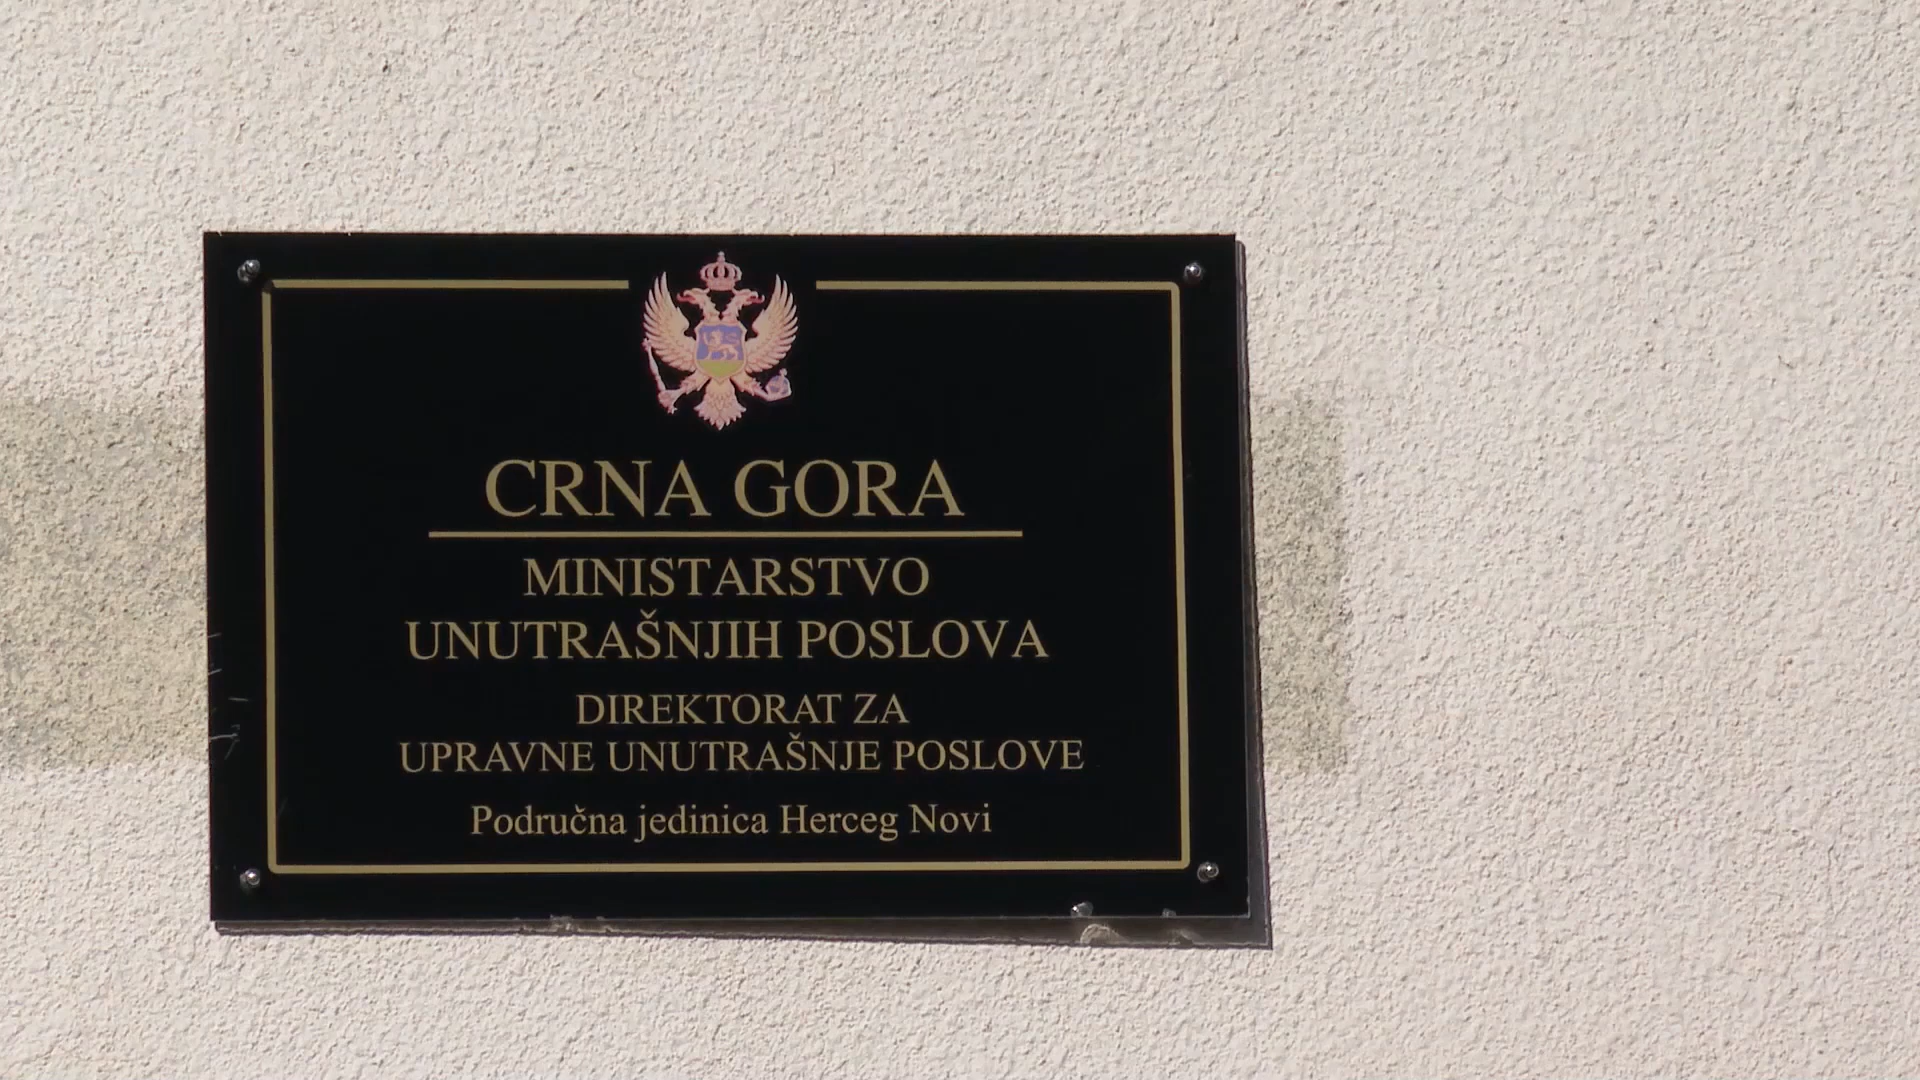 CRNA GORA
MINISTARSTVO
UNUTRAŠNJIH POSLOVA
DIREKTORAT ZA
UPRAVNE UNUTRAŠNJE POSLOVE
Područna jedinica Herceg Novi